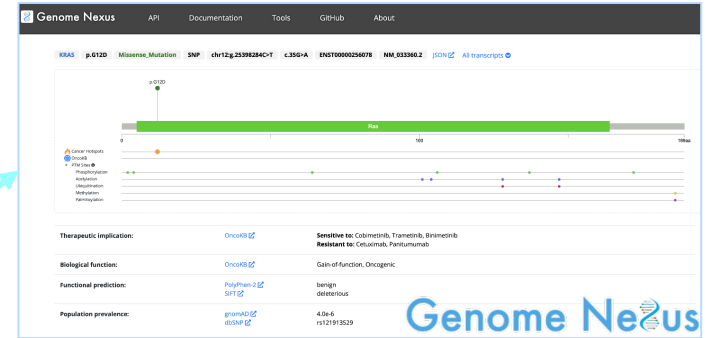 Genome Nexus API Documentation Tools GitHub About
KRAS p.G12D Missense_Mutation SNP chr12:g.25398284C>T c.35G>A ENST00000256078 NM_033360.2 JSON All transcripts
p.G12D
Ras
0 100 189aa
Cancer Hotspots
OncoKB
PTM Sites
Phosphorylation
Acetylation
Ubiquitination
Methylation
Palmitoylation
Therapeutic implication: OncoKB Sensitive to: Cobimetinib, Trametinib, Binimetinib
Resistant to: Cetuximab, Panitumumab
Biological function: OncoKB Gain-of-function, Oncogenic
Functional prediction: PolyPhen-2 benign
SIFT deleterious
Population prevalence: gnomAD 4.0e-6
dbSNP rs121913529
Genome Nexus